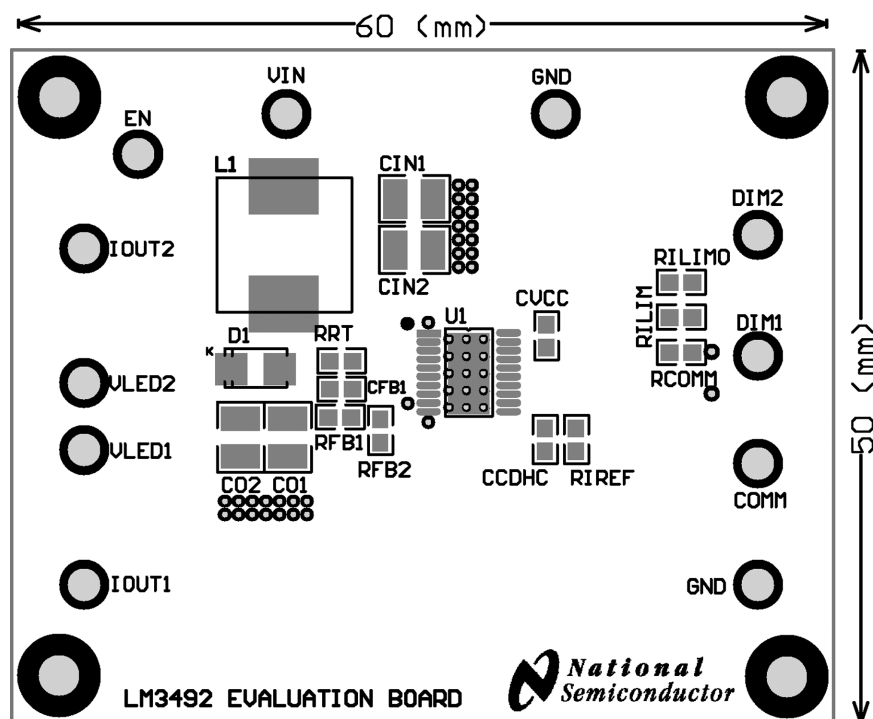 60 (mm)
VIN
GND
EN
L1
CIN1
DIM2
IOUT2
RILIM0
CIN2
CVCC
U1
RILIM
DIM1
D1
RRT
K
VLED2
CFB1
RCOMM
50 (mm)
RFB1
VLED1
RFB2
CO2
CO1
CCDHC
RIREF
COMM
IOUT1
GND
LM3492 EVALUATION BOARD
National
Semiconductor